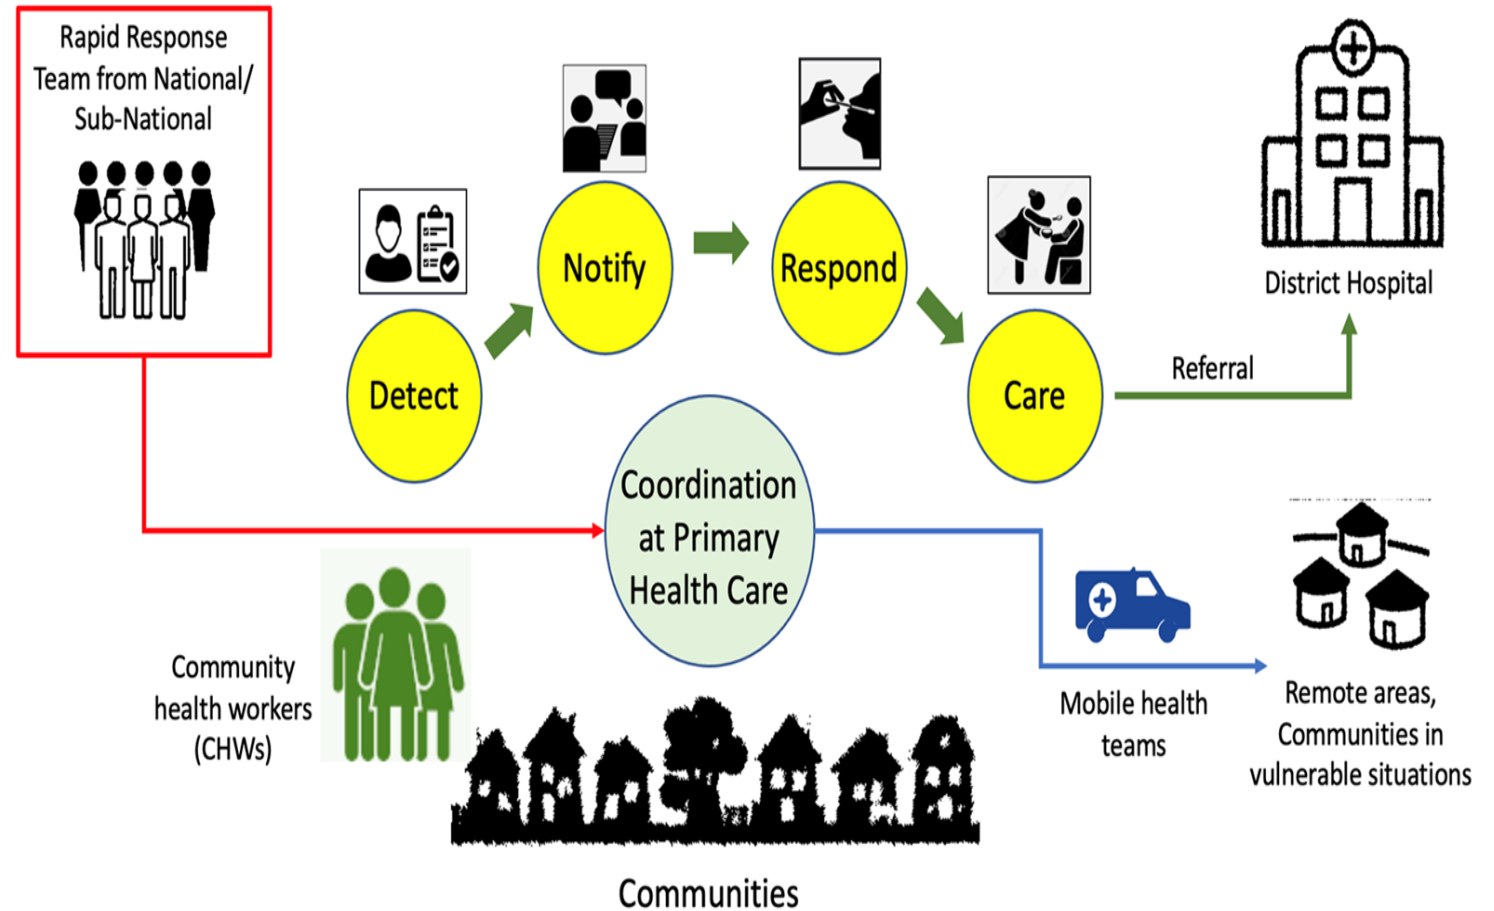 Rapid Response
Team from National/
Sub-National
Detect
Notify
Respond
Care
Referral
District Hospital
Coordination
at Primary
Health Care
Community
health workers
(CHWs)
Mobile health
teams
Remote areas,
Communities in
vulnerable situations
Communities